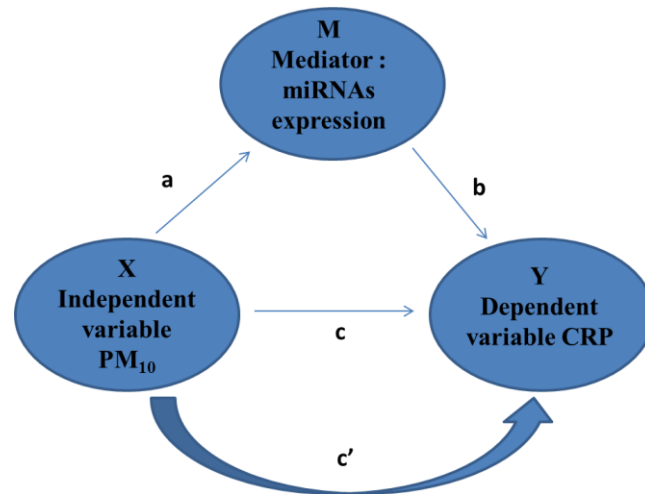 M
Mediator :
miRNAs
expression
a
b
X
Independent
variable
PM₁₀
c
Y
Dependent
variable CRP
c’